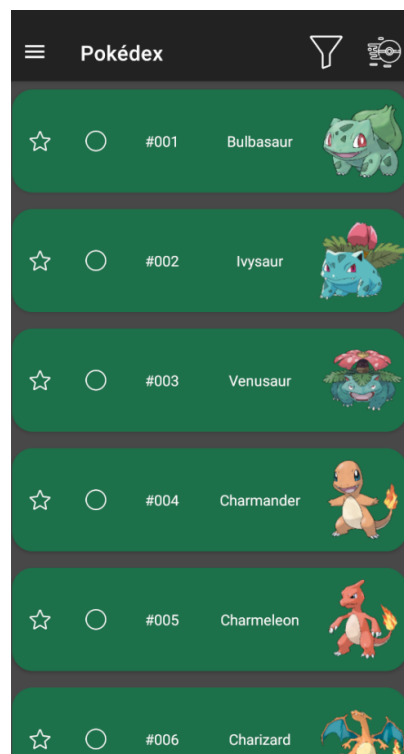 Pokédex
#001 Bulbasaur
#002 Ivysaur
#003 Venusaur
#004 Charmander
#005 Charmeleon
#006 Charizard